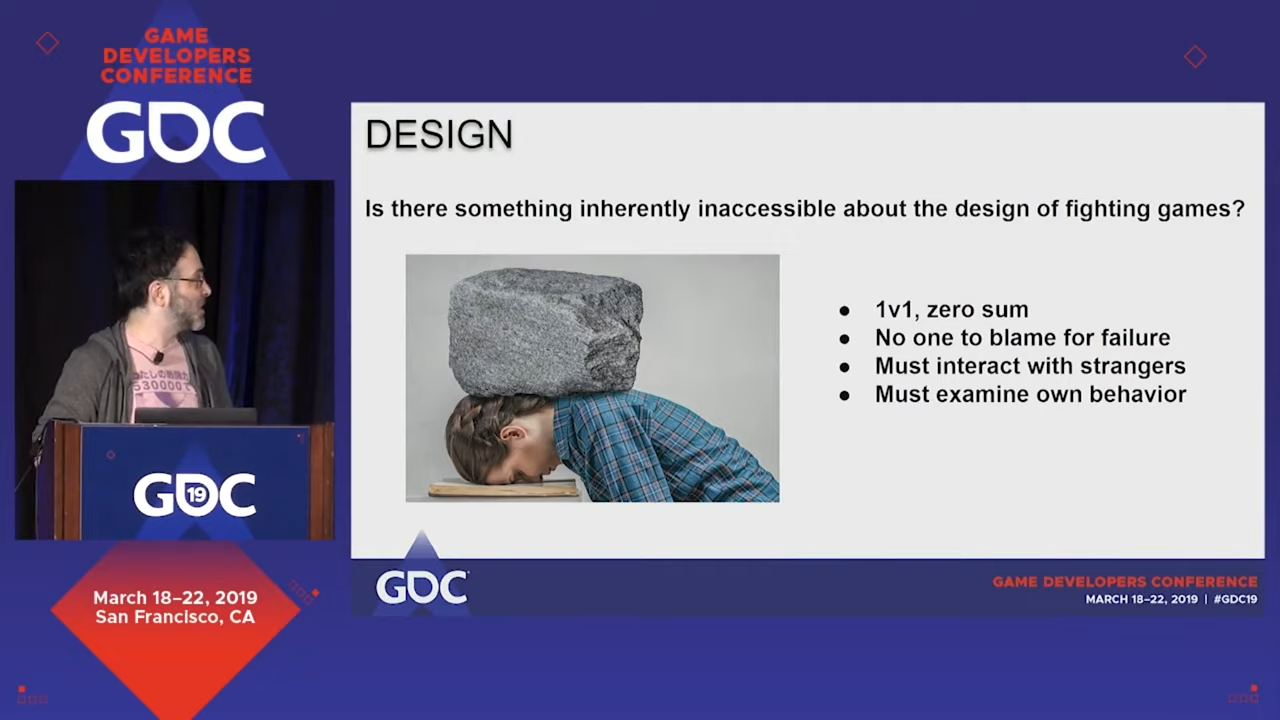 GAME
DEVELOPERS
CONFERENCE
GDC
DESIGN
Is there something inherently inaccessible about the design of fighting games?
● 1v1, zero sum
● No one to blame for failure
● Must interact with strangers
● Must examine own behavior
530000
GDC 19
March 18–22, 2019
San Francisco, CA
GDC
GAME DEVELOPERS CONFERENCE
MARCH 18–22, 2019 | #GDC19